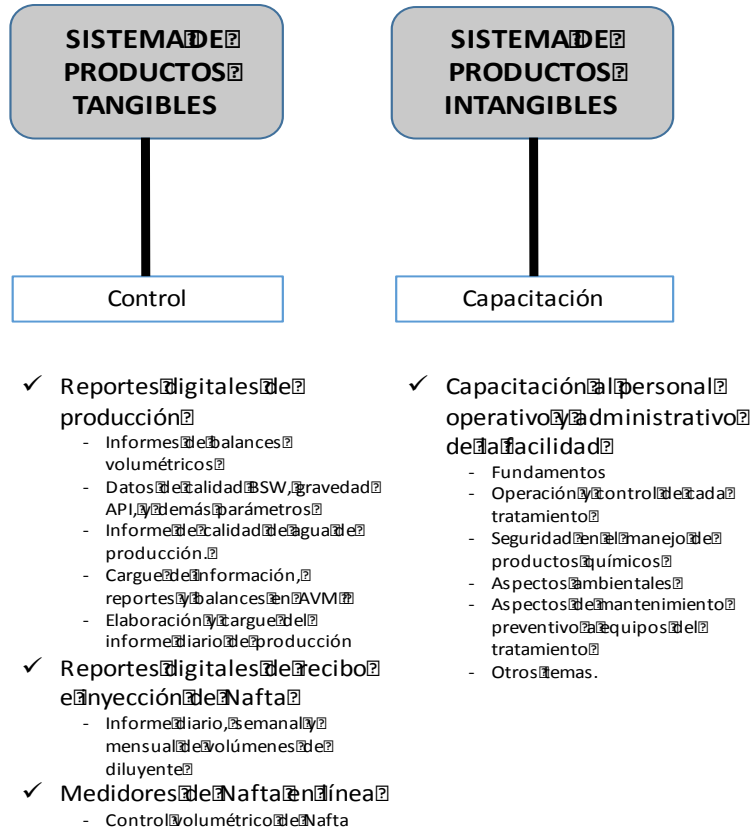 SISTEMA DE
PRODUCTOS
TANGIBLES
Control
✓ Reportes digitales de
producción
- Informes de balances
volumétricos
- Datos de calidad BSW, gravedad
API, y demás parámetros
- Informe de calidad de agua de
producción.
- Cargue de información,
reportes y balances en AVM
- Elaboración y cargue del
informe diario de producción
✓ Reportes digitales de recibo
e inyección de Nafta
- Informe diario, semanal y
mensual de volúmenes de
diluyente
✓ Medidores de Nafta en línea
- Control volumétrico de Nafta
SISTEMA DE
PRODUCTOS
INTANGIBLES
Capacitación
✓ Capacitación al personal
operativo y administrativo
de la facilidad
- Fundamentos
- Operación y control de cada
tratamiento
- Seguridad en el manejo de
productos químicos
- Aspectos ambientales
- Aspectos de mantenimiento
preventivo a equipos del
tratamiento
- Otros temas.